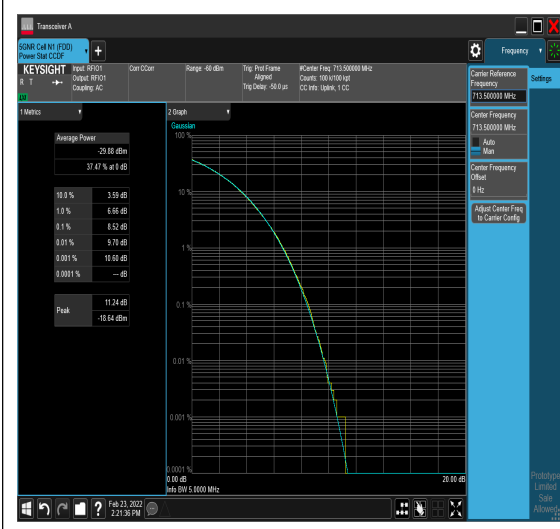 Transceiver A
5GNR Cell N1 (FDD)
Power Stat CCDF
Frequency
KEYSIGHT
R T
LXI
Input: RFIO1
Output: RFIO1
Coupling: AC
Corr CCorr
Range: -60 dBm
Trig: Prot Frame
Aligned
Trig Delay: -50.0 µs
#Center Freq: 713.500000 MHz
Counts: 100 k/100 kpt
CC Info: Uplink, 1 CC
Carrier Reference
Frequency
713.500000 MHz
Settings
Center Frequency
713.500000 MHz
Auto
Man
Center Frequency
Offset
0 Hz
Adjust Center Freq
to Carrier Config
1 Metrics
Average Power
-29.88 dBm
37.47 % at 0 dB
10.0 % 3.59 dB
1.0 % 6.66 dB
0.1 % 8.52 dB
0.01 % 9.70 dB
0.001 % 10.60 dB
0.0001 % --- dB
Peak
11.24 dB
-18.64 dBm
2 Graph
Gaussian
100 %
10 %
1 %
0.1 %
0.01 %
0.001 %
0.0001 %
0.00 dB
20.00 dB
Info BW 5.0000 MHz
Prototype
Limited
Sale
Allowed
Feb 23, 2022
2:21:36 PM